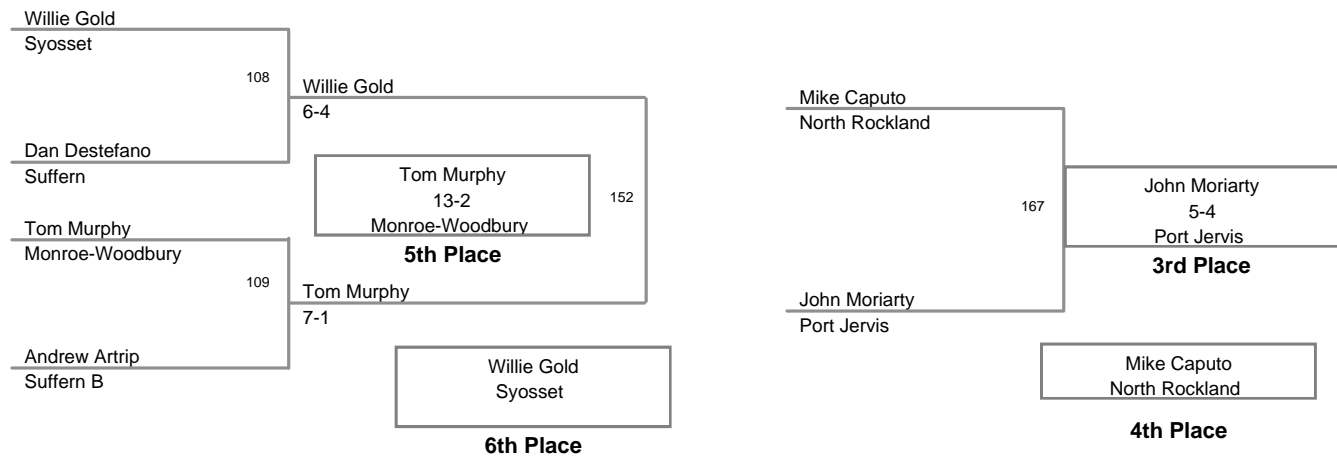 Willie Gold
Syosset
108
Willie Gold
6-4
Dan Destefano
Suffern
Tom Murphy
13-2
Monroe-Woodbury
5th Place
152
Tom Murphy
Monroe-Woodbury
109
Tom Murphy
7-1
Andrew Artrip
Suffern B
Willie Gold
Syosset
6th Place
Mike Caputo
North Rockland
167
John Moriarty
5-4
Port Jervis
3rd Place
John Moriarty
Port Jervis
Mike Caputo
North Rockland
4th Place